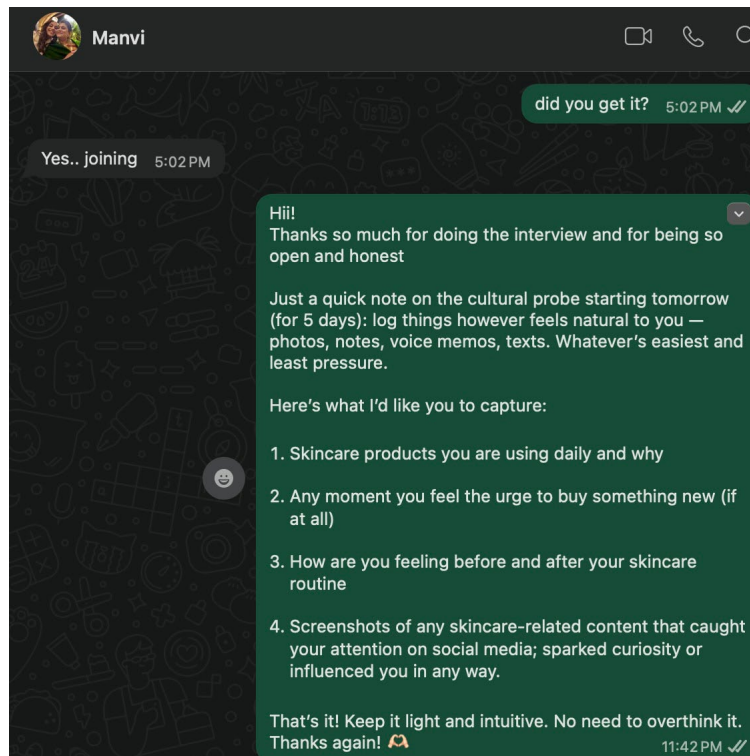 Manvi
did you get it? 5:02 PM
Yes.. joining 5:02 PM
Hii!
Thanks so much for doing the interview and for being so
open and honest
Just a quick note on the cultural probe starting tomorrow
(for 5 days): log things however feels natural to you —
photos, notes, voice memos, texts. Whatever's easiest and
least pressure.
Here's what I'd like you to capture:
1. Skincare products you are using daily and why
2. Any moment you feel the urge to buy something new (if
at all)
3. How are you feeling before and after your skincare
routine
4. Screenshots of any skincare-related content that caught
your attention on social media; sparked curiosity or
influenced you in any way.
That's it! Keep it light and intuitive. No need to overthink it.
Thanks again! 🫶🏻 11:42 PM